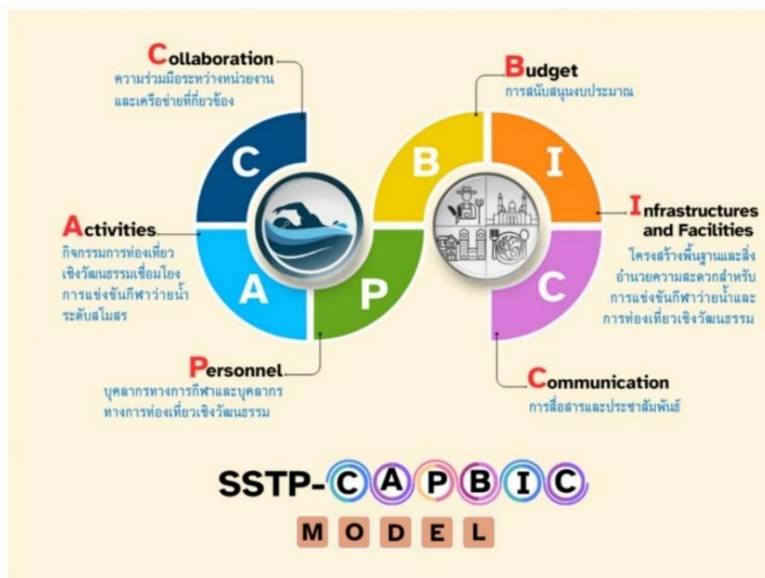 Collaboration
ความร่วมมือระหว่างหน่วยงาน
และเครือข่ายที่เกี่ยวข้อง
Budget
การสนับสนุนงบประมาณ
C
B
I
Activities
กิจกรรมการท่องเที่ยว
เชิงวัฒนธรรมเชื่อมโยง
การแข่งขันกีฬาว่ายน้ำ
ระดับสโมสร
Infrastructures
and Facilities
โครงสร้างพื้นฐานและสิ่ง
อำนวยความสะดวกสำหรับ
การแข่งขันกีฬาว่ายน้ำและ
การท่องเที่ยวเชิงวัฒนธรรม
A
P
C
Personnel
บุคลากรทางการกีฬาและบุคลากร
ทางการท่องเที่ยวเชิงวัฒนธรรม
Communication
การสื่อสารและประชาสัมพันธ์
SSTP-CAPBIC
MODEL